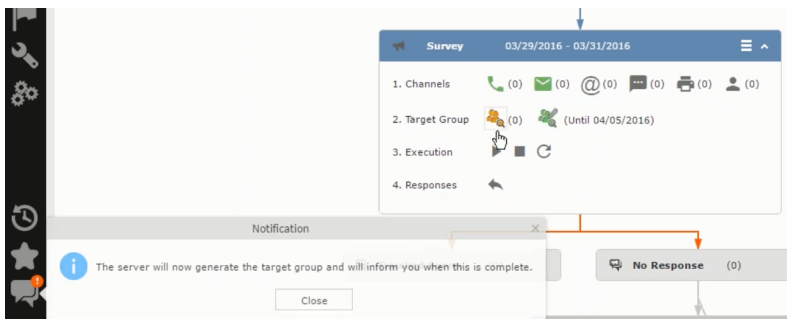 Survey 03/29/2016 - 03/31/2016
1. Channels (0) (0) @ (0) (0) (0) (0)
2. Target Group (0) (Until 04/05/2016)
3. Execution
4. Responses
Notification
The server will now generate the target group and will inform you when this is complete.
Close
No Response (0)